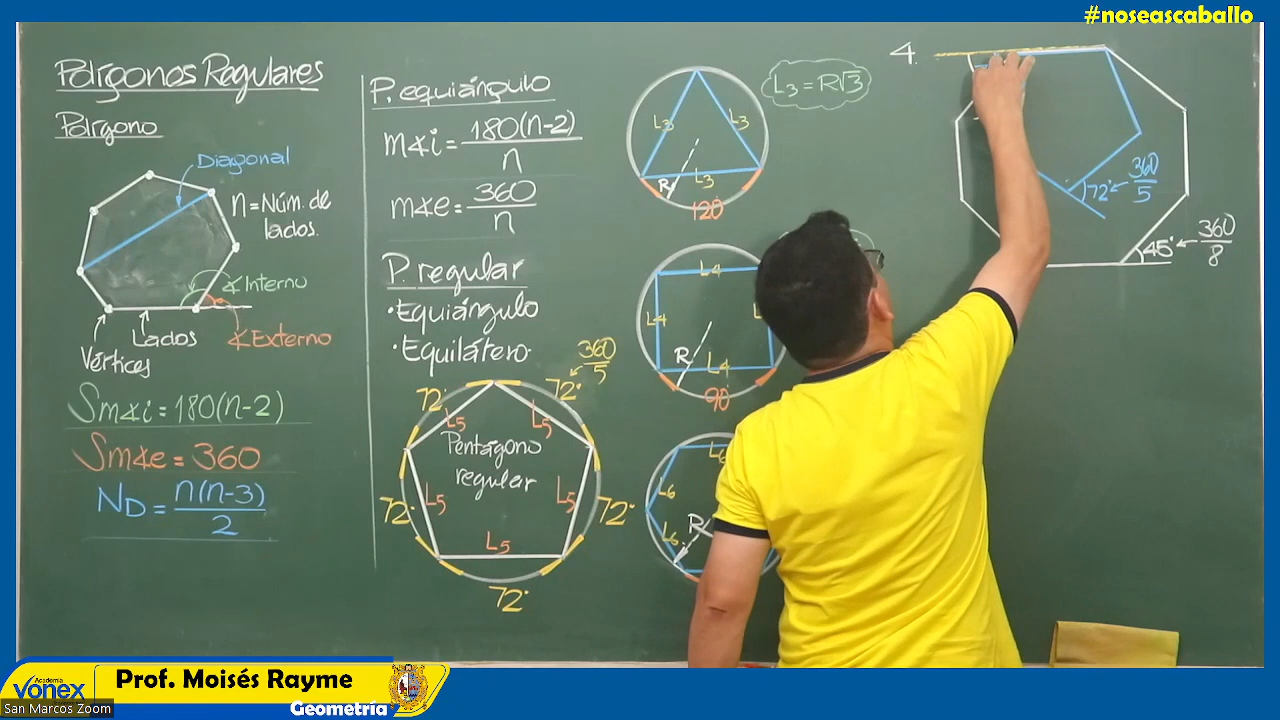 #noseascaballo
Polígonos Regulares
Polígono
Diagonal
n=Núm. de
lados.
∡Interno
∡Externo
Lados
Vértices
Sm∡i = 180(n-2)
Sm∡e = 360
ND = n(n-3)/2
P. equiángulo
m∡i = 180(n-2)/n
m∡e = 360/n
P. regular
• Equiángulo
• Equilátero
360/5
72°
72°
L5
L5
Pentágono
regular
L5
L5
72°
72°
L5
72°
L3 = R√3
L3
L3
R
L3
120
L4
L4
R
L4
90
L6
L6
L6
R
4.
72° ← 360/5
45° ← 360/8
Academia
VONEX
Prof. Moisés Rayme
Geometría
San Marcos Zoom